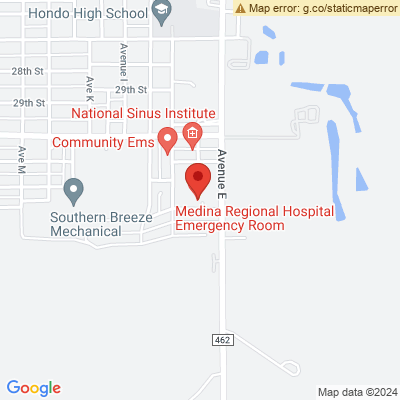 Hondo High School
Map error: g.co/staticmaperror
Avenue I
28th St
29th St
Ave K
29th St
National Sinus Institute
Community Ems
Ave M
Avenue E
Southern Breeze
Mechanical
Medina Regional Hospital
Emergency Room
462
Google
Map data ©2024